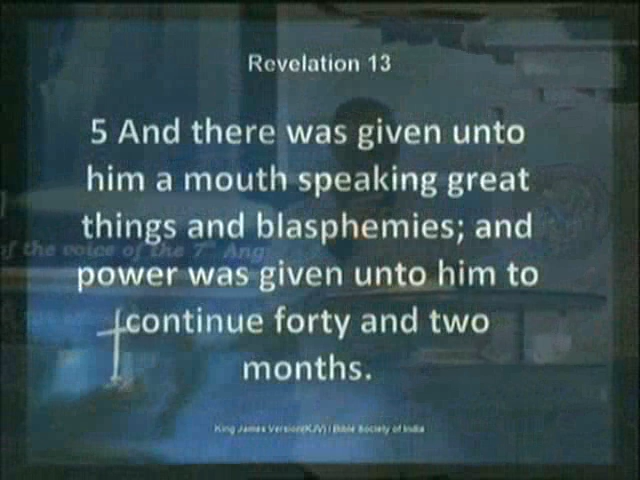 Revelation 13
5 And there was given unto
him a mouth speaking great
things and blasphemies; and
of the voice of the 7th Ang
power was given unto him to
continue forty and two
months.
King James Version(KJV) / Bible Society of India